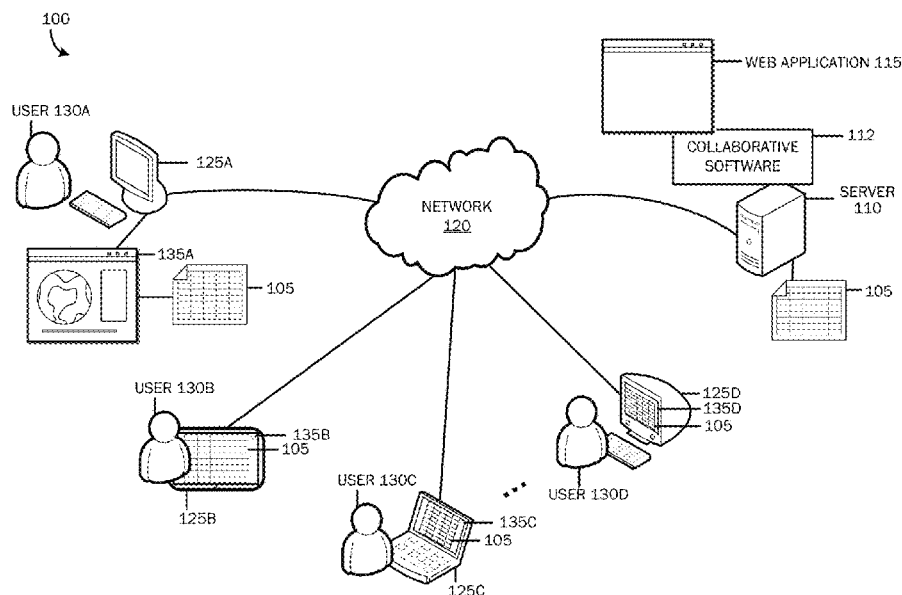 100
WEB APPLICATION 115
USER 130A
125A
112
COLLABORATIVE
SOFTWARE
NETWORK
120
SERVER
110
135A
105
105
USER 130B
135B
105
125B
USER 130C
135C
105
125C
125D
135D
105
USER 130D